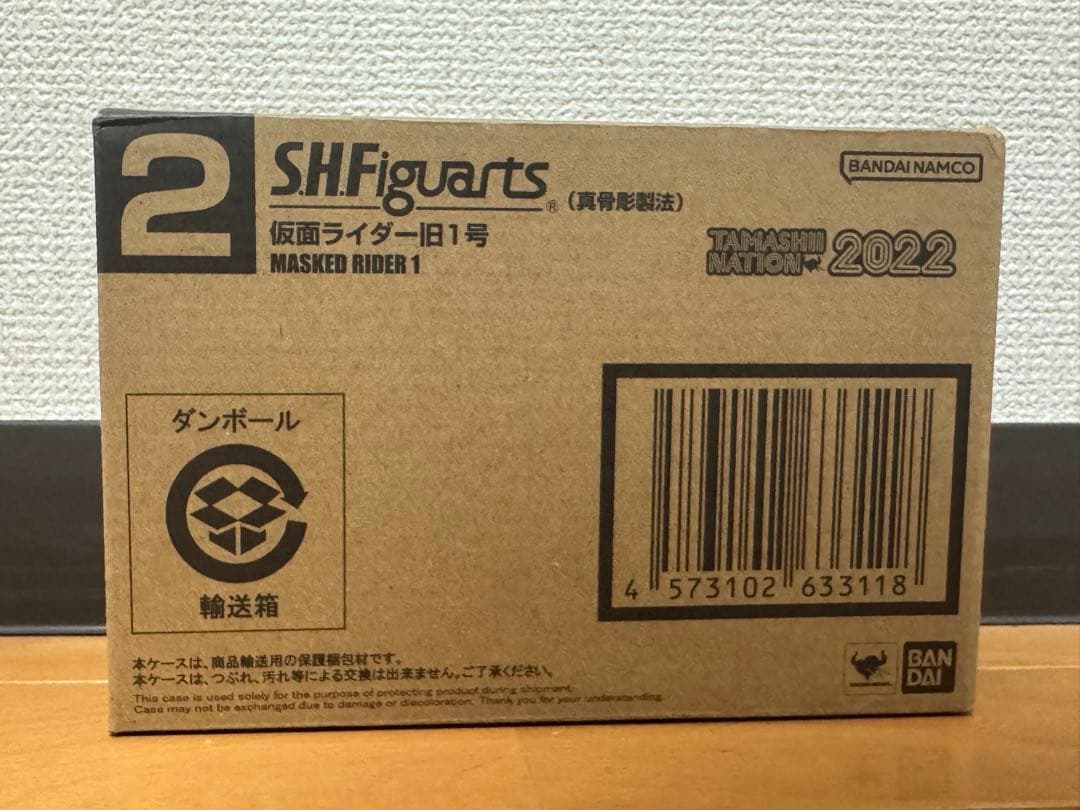 2
S.H.Figuarts® (真骨彫製法)
仮面ライダー旧1号
MASKED RIDER 1
BANDAI NAMCO
TAMASHII
NATION 2022
ダンボール
輸送箱
4 573102 633118
本ケースは、商品輸送用の保護梱包材です。
本ケースは、つぶれ、汚れ等による交換は出来ません。ご了承ください。
This case is used solely for the purpose of protecting product during shipment.
Case may not be exchanged due to damage or discoloration. Thank you for your understanding.
BAN
DAI